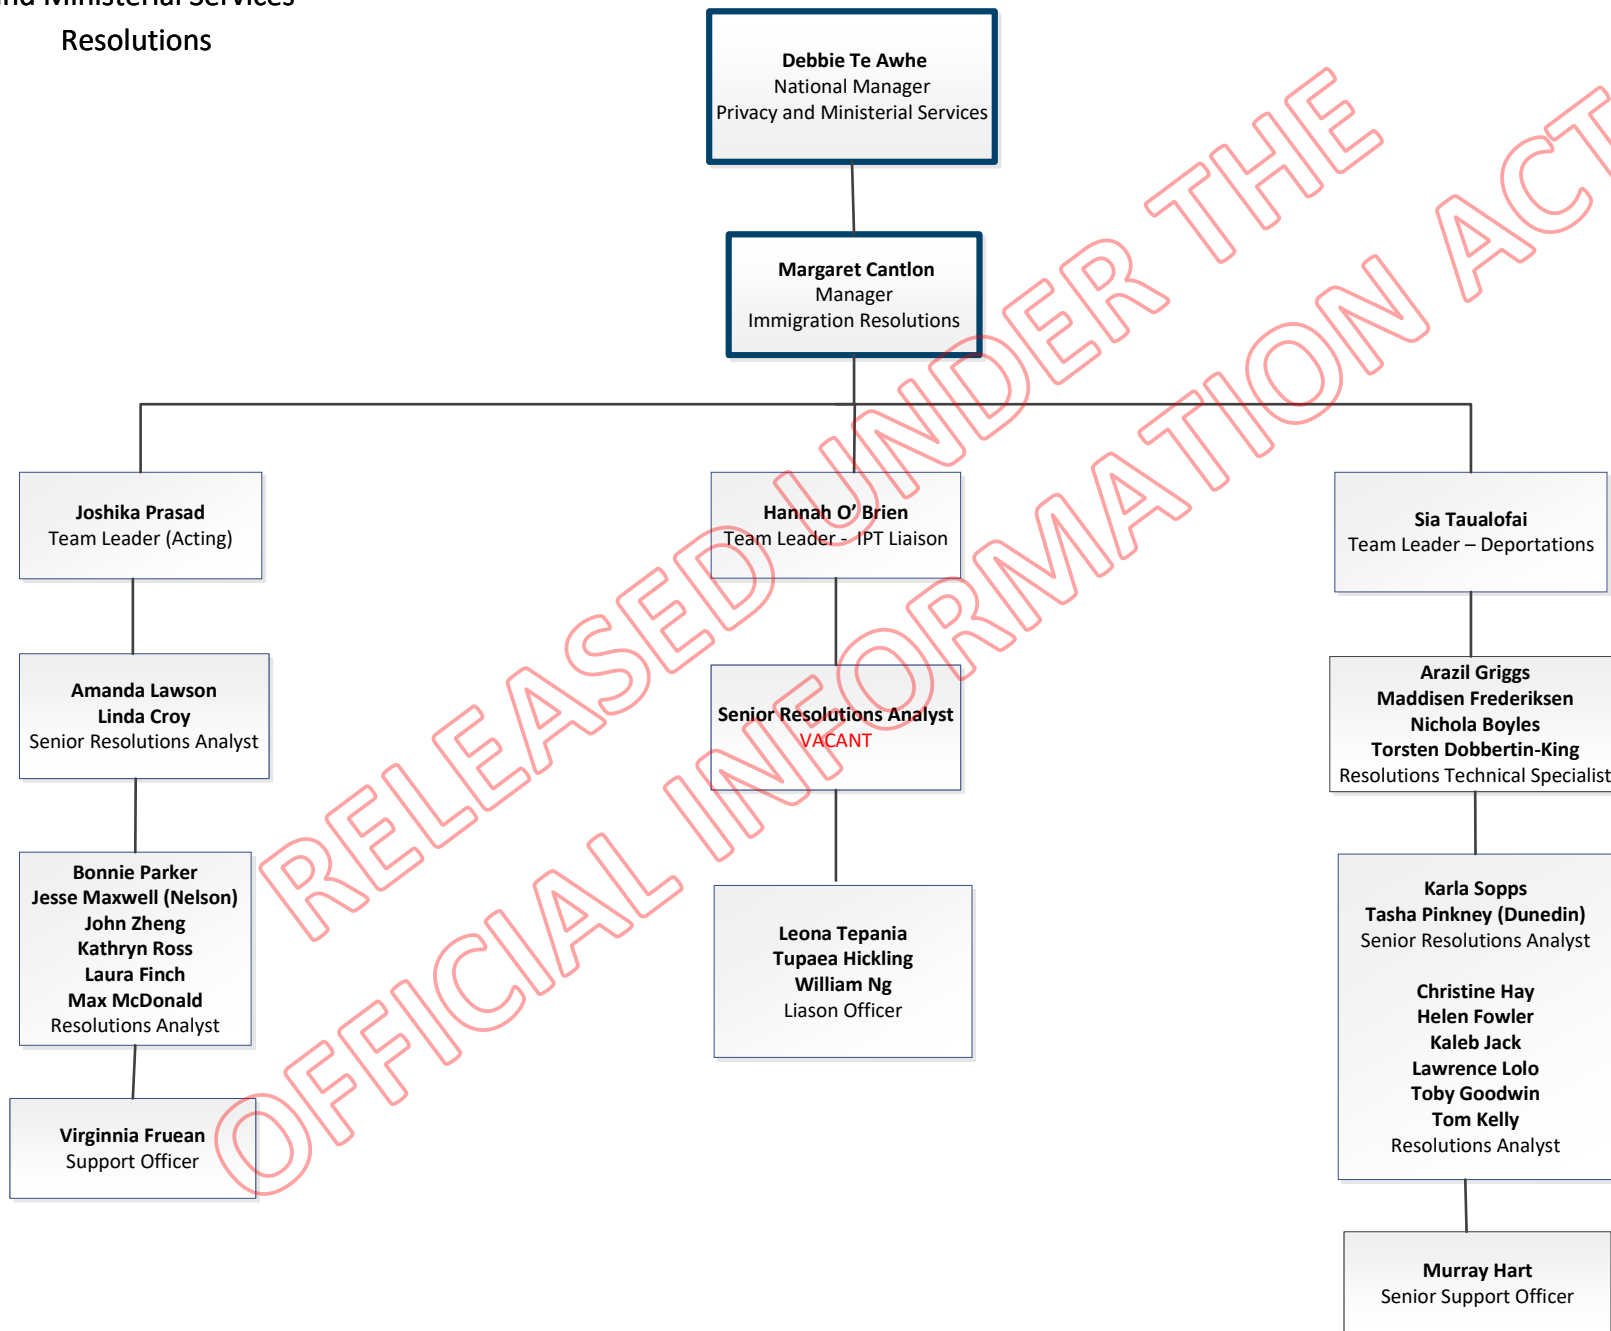 and Ministerial Services
Resolutions
Debbie Te Awhe
National Manager
Privacy and Ministerial Services
Margaret Cantlon
Manager
Immigration Resolutions
Joshika Prasad
Team Leader (Acting)
Amanda Lawson
Linda Croy
Senior Resolutions Analyst
Bonnie Parker
Jesse Maxwell (Nelson)
John Zheng
Kathryn Ross
Laura Finch
Max McDonald
Resolutions Analyst
Virginnia Fruean
Support Officer
Hannah O' Brien
Team Leader - IPT Liaison
Senior Resolutions Analyst
VACANT
Leona Tepania
Tupaea Hickling
William Ng
Liason Officer
Sia Taualofai
Team Leader – Deportations
Arazil Griggs
Maddisen Frederiksen
Nichola Boyles
Torsten Dobbertin-King
Resolutions Technical Specialist
Karla Sopps
Tasha Pinkney (Dunedin)
Senior Resolutions Analyst
Christine Hay
Helen Fowler
Kaleb Jack
Lawrence Lolo
Toby Goodwin
Tom Kelly
Resolutions Analyst
Murray Hart
Senior Support Officer
RELEASED UNDER THE
OFFICIAL INFORMATION ACT